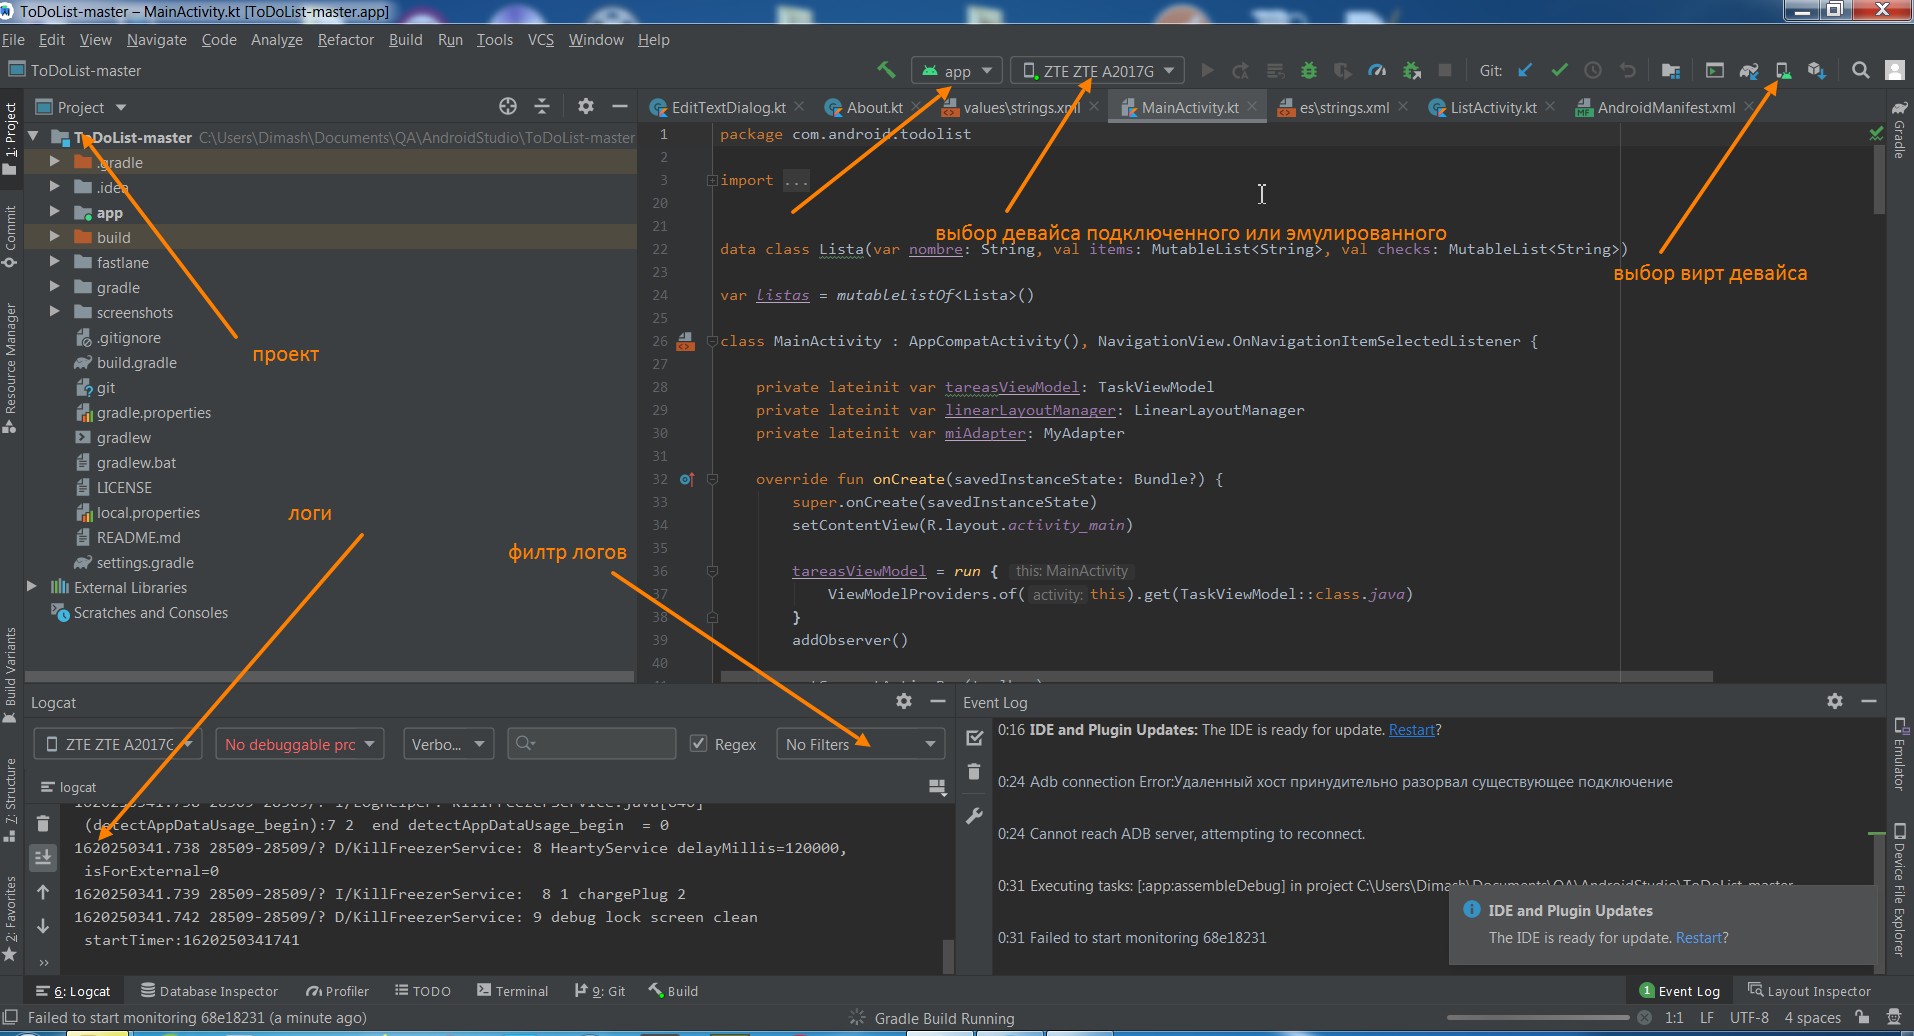 ToDoList-master – MainActivity.kt [ToDoList-master.app]
File Edit View Navigate Code Analyze Refactor Build Run Tools VCS Window Help
ToDoList-master
app
ZTE ZTE A2017G
Git:
1: Project
Commit
Resource Manager
Build Variants
7: Structure
2: Favorites
Project
ToDoList-master C:\Users\Dimash\Documents\QA\AndroidStudio\ToDoList-master
.gradle
.idea
app
build
fastlane
gradle
screenshots
.gitignore
build.gradle
git
gradle.properties
gradlew
gradlew.bat
LICENSE
local.properties
README.md
settings.gradle
External Libraries
Scratches and Consoles
проект
логи
филтр логов
EditTextDialog.kt About.kt values\strings.xml MainActivity.kt es\strings.xml ListActivity.kt AndroidManifest.xml
1 package com.android.todolist
2
3 import ...
20
21
выбор девайса подключенного или эмулированного
22 data class Lista(var nombre: String, val items: MutableList<String>, val checks: MutableList<String>)
выбор вирт девайса
23
24 var listas = mutableListOf<Lista>()
25
26 class MainActivity : AppCompatActivity(), NavigationView.OnNavigationItemSelectedListener {
27
28 private lateinit var tareasViewModel: TaskViewModel
29 private lateinit var linearLayoutManager: LinearLayoutManager
30 private lateinit var miAdapter: MyAdapter
31
32 override fun onCreate(savedInstanceState: Bundle?) {
33 super.onCreate(savedInstanceState)
34 setContentView(R.layout.activity_main)
35
36 tareasViewModel = run { this: MainActivity
37 ViewModelProviders.of( activity: this).get(TaskViewModel::class.java)
38 }
39 addObserver()
40
Gradle
Emulator
Device File Explorer
Logcat
ZTE ZTE A2017G
No debuggable prc
Verbo...
Regex
No Filters
logcat
1620250341.738 28509-28509/? I/LogHelper: KillFreezerService.java[640]
(detectAppDataUsage_begin):7 2 end detectAppDataUsage_begin = 0
1620250341.738 28509-28509/? D/KillFreezerService: 8 HeartyService delayMillis=120000,
isForExternal=0
1620250341.739 28509-28509/? I/KillFreezerService: 8 1 chargePlug 2
1620250341.742 28509-28509/? D/KillFreezerService: 9 debug lock screen clean
startTimer:1620250341741
Event Log
0:16 IDE and Plugin Updates: The IDE is ready for update. Restart?
0:24 Adb connection Error:Удаленный хост принудительно разорвал существующее подключение
0:24 Cannot reach ADB server, attempting to reconnect.
0:31 Executing tasks: [:app:assembleDebug] in project C:\Users\Dimash\Documents\QA\AndroidStudio\ToDoList-master
0:31 Failed to start monitoring 68e18231
IDE and Plugin Updates
The IDE is ready for update. Restart?
6: Logcat Database Inspector Profiler TODO Terminal 9: Git Build
1 Event Log Layout Inspector
Failed to start monitoring 68e18231 (a minute ago)
Gradle Build Running
1:1 LF UTF-8 4 spaces